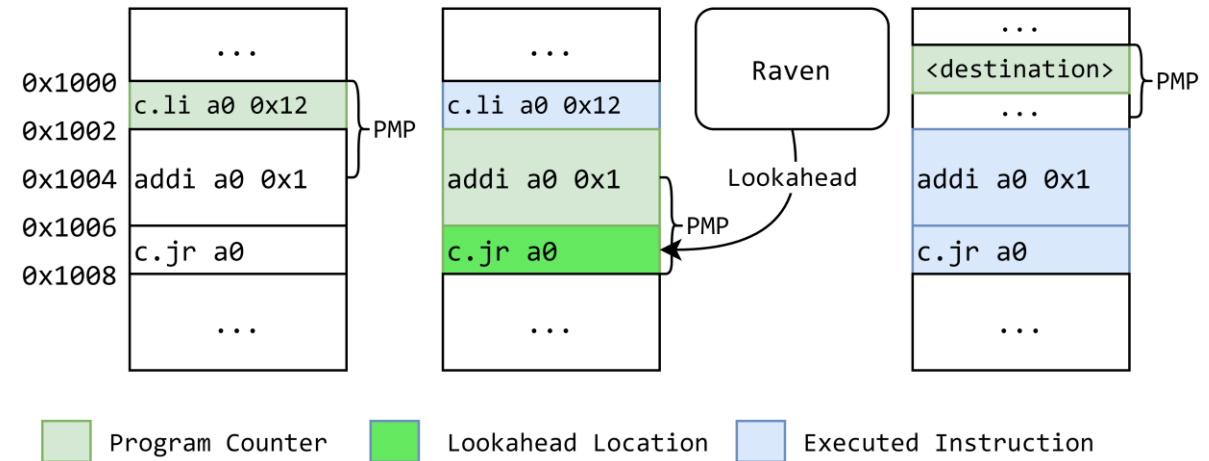 ...
0x1000
c.li a0 0x12
0x1002
PMP
0x1004
addi a0 0x1
0x1006
c.jr a0
0x1008
...
...
c.li a0 0x12
addi a0 0x1
PMP
c.jr a0
...
Raven
Lookahead
...
<destination>
PMP
...
addi a0 0x1
c.jr a0
...
Program Counter
Lookahead Location
Executed Instruction